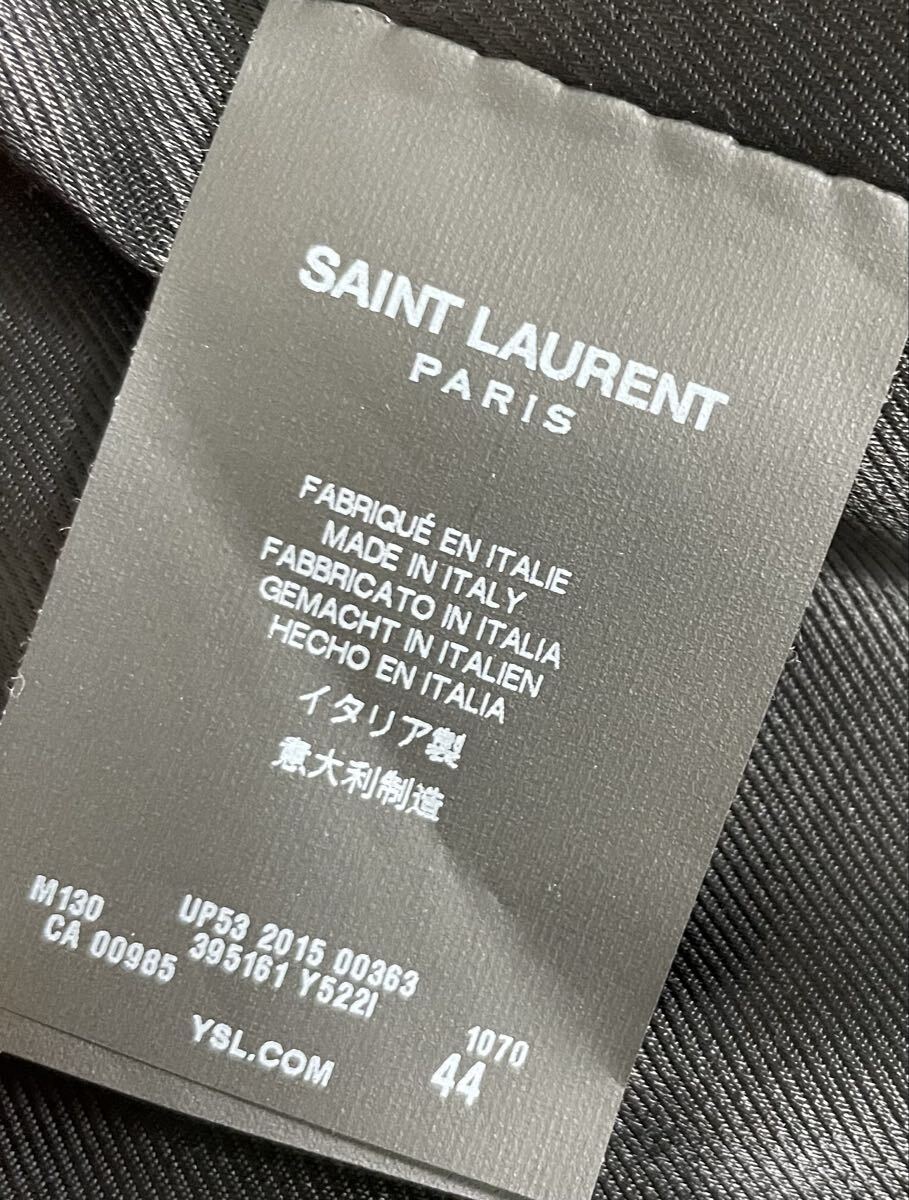 SAINT LAURENT
PARIS
FABRIQUÉ EN ITALIE
MADE IN ITALY
FABBRICATO IN ITALIA
GEMACHT IN ITALIEN
HECHO EN ITALIA
イタリア製
意大利制造
M130 UP53 2015 00363
CA 00985 395161 Y522I
1070
YSL.COM 44